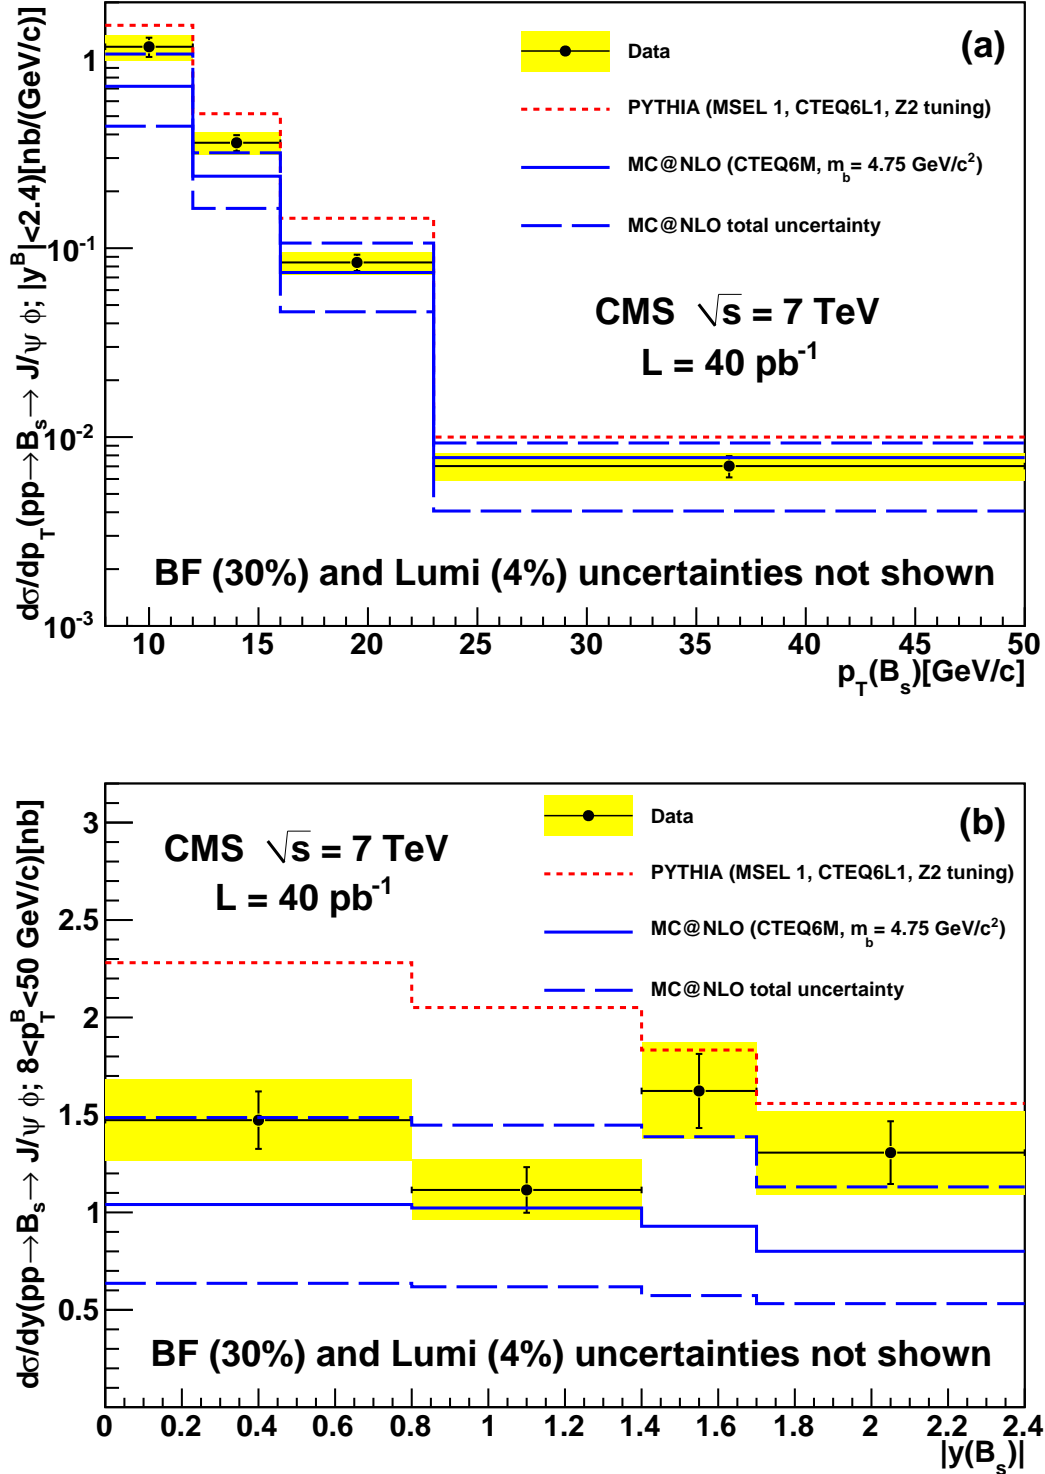 dσ/dp_T(pp→B_s→ J/ψ φ; |y^B|<2.4)[nb/(GeV/c)]
(a)
Data
PYTHIA (MSEL 1, CTEQ6L1, Z2 tuning)
MC@NLO (CTEQ6M, m_b= 4.75 GeV/c²)
MC@NLO total uncertainty
CMS √s = 7 TeV
L = 40 pb⁻¹
BF (30%) and Lumi (4%) uncertainties not shown
1
10⁻¹
10⁻²
10⁻³
10 15 20 25 30 35 40 45 50
p_T(B_s)[GeV/c]
dσ/dy(pp→B_s→ J/ψ φ; 8<p_T^B<50 GeV/c)[nb]
(b)
CMS √s = 7 TeV
L = 40 pb⁻¹
Data
PYTHIA (MSEL 1, CTEQ6L1, Z2 tuning)
MC@NLO (CTEQ6M, m_b= 4.75 GeV/c²)
MC@NLO total uncertainty
BF (30%) and Lumi (4%) uncertainties not shown
3
2.5
2
1.5
1
0.5
0 0.2 0.4 0.6 0.8 1 1.2 1.4 1.6 1.8 2 2.2 2.4
|y(B_s)|